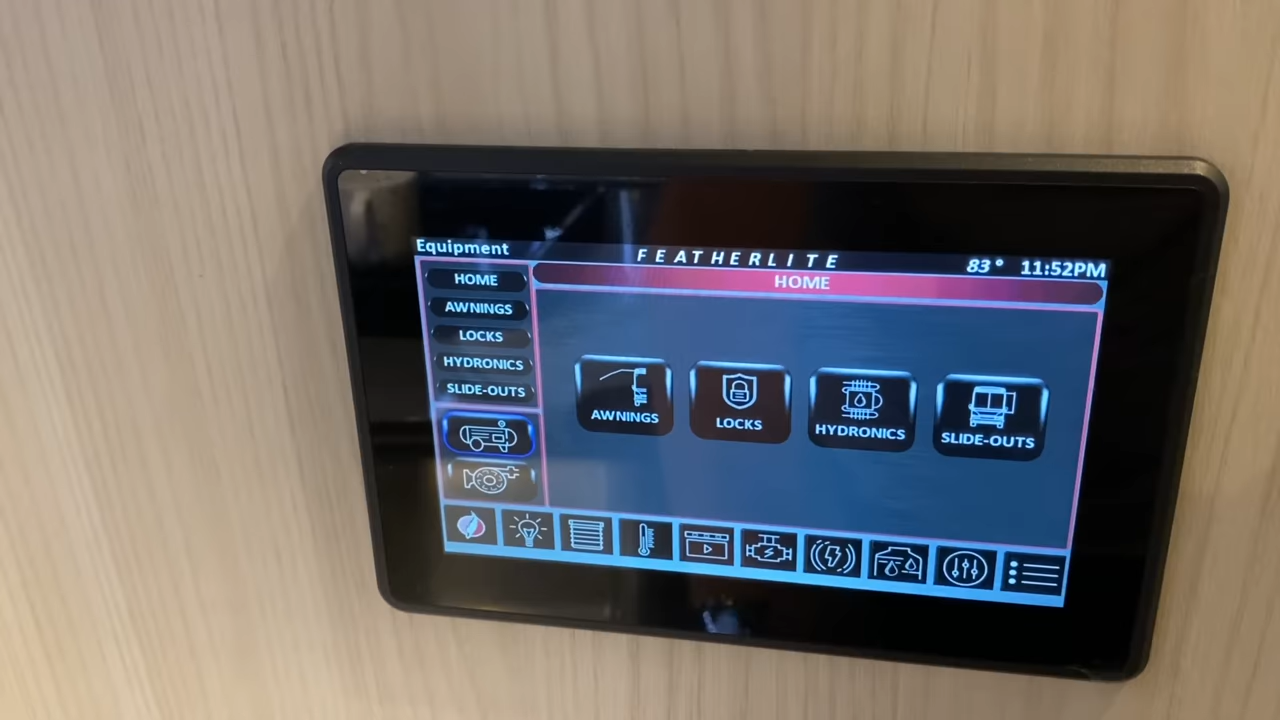 Equipment
FEATHERLITE
83° 11:52PM
HOME
HOME
AWNINGS
LOCKS
HYDRONICS
SLIDE-OUTS
AWNINGS
LOCKS
HYDRONICS
SLIDE-OUTS